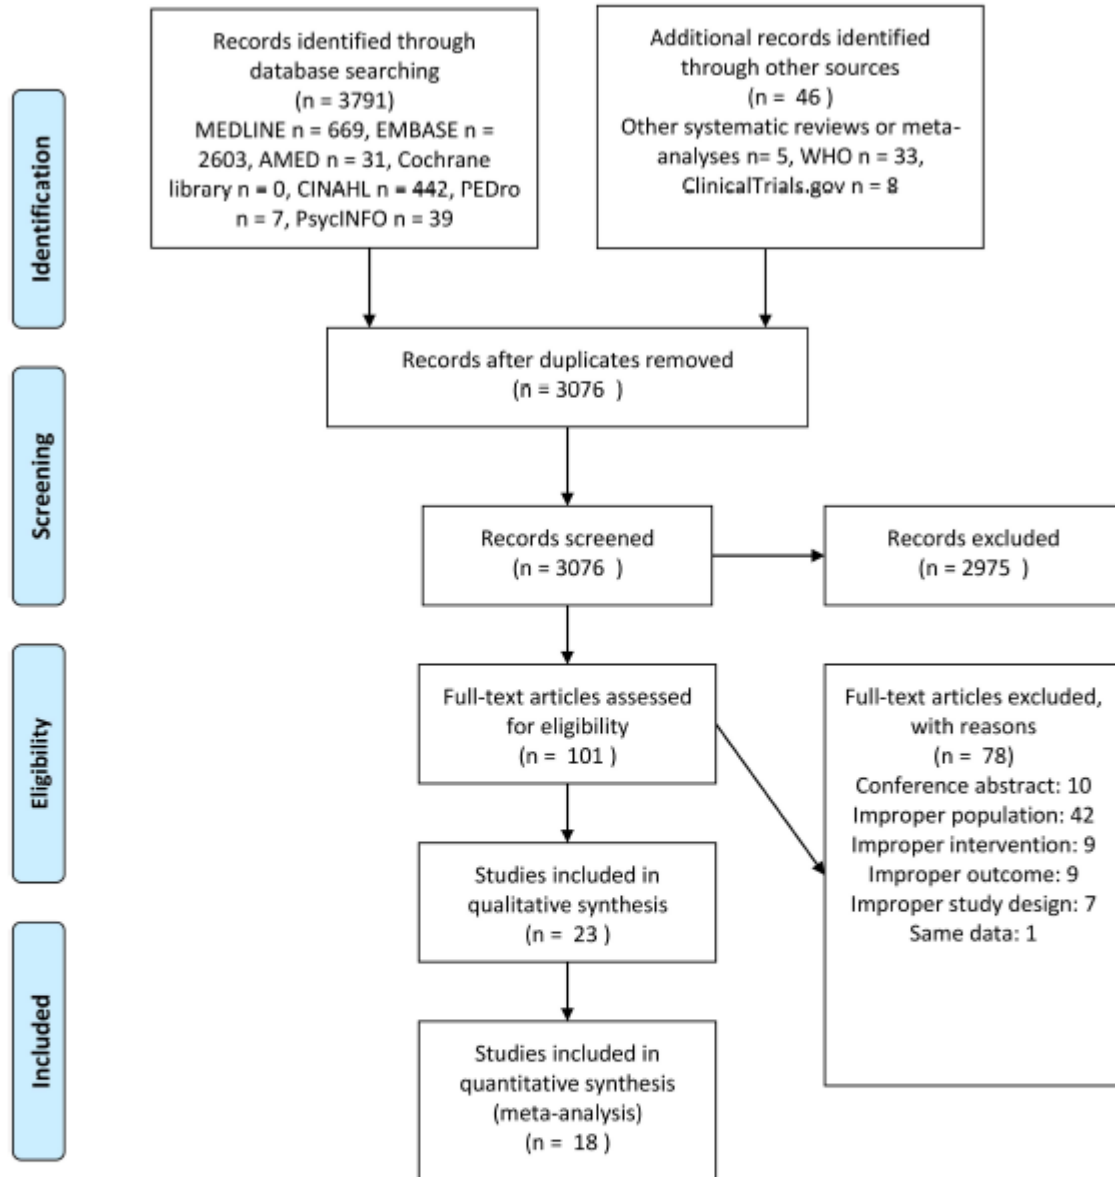 Identification
Records identified through
database searching
(n = 3791)
MEDLINE n = 669, EMBASE n =
2603, AMED n = 31, Cochrane
library n = 0, CINAHL n = 442, PEDro
n = 7, PsycINFO n = 39
Additional records identified
through other sources
(n = 46 )
Other systematic reviews or meta-
analyses n= 5, WHO n = 33,
ClinicalTrials.gov n = 8
Screening
Records after duplicates removed
(n = 3076 )
Records screened
(n = 3076 )
Records excluded
(n = 2975 )
Eligibility
Full-text articles assessed
for eligibility
(n = 101 )
Full-text articles excluded,
with reasons
(n = 78)
Conference abstract: 10
Improper population: 42
Improper intervention: 9
Improper outcome: 9
Improper study design: 7
Same data: 1
Studies included in
qualitative synthesis
(n = 23 )
Included
Studies included in
quantitative synthesis
(meta-analysis)
(n = 18 )